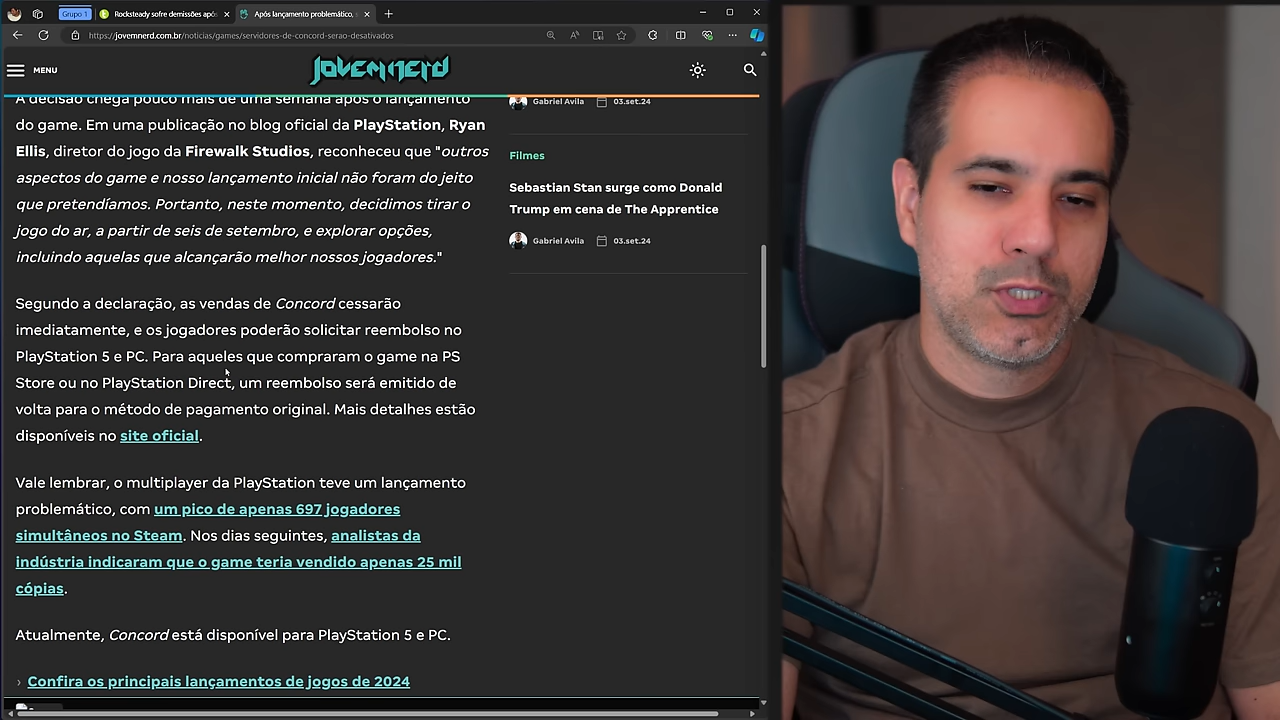 Grupo 1
Rocksteady sofre demissões apó
Após lançamento problemático, s
https://jovemnerd.com.br/noticias/games/servidores-de-concord-serao-desativados
MENU
JOVEM NERD
A decisão chega pouco mais de uma semana após o lançamento
do game. Em uma publicação no blog oficial da PlayStation, Ryan
Ellis, diretor do jogo da Firewalk Studios, reconheceu que "outros
aspectos do game e nosso lançamento inicial não foram do jeito
que pretendíamos. Portanto, neste momento, decidimos tirar o
jogo do ar, a partir de seis de setembro, e explorar opções,
incluindo aquelas que alcançarão melhor nossos jogadores."
Segundo a declaração, as vendas de Concord cessarão
imediatamente, e os jogadores poderão solicitar reembolso no
PlayStation 5 e PC. Para aqueles que compraram o game na PS
Store ou no PlayStation Direct, um reembolso será emitido de
volta para o método de pagamento original. Mais detalhes estão
disponíveis no site oficial.
Vale lembrar, o multiplayer da PlayStation teve um lançamento
problemático, com um pico de apenas 697 jogadores
simultâneos no Steam. Nos dias seguintes, analistas da
indústria indicaram que o game teria vendido apenas 25 mil
cópias.
Atualmente, Concord está disponível para PlayStation 5 e PC.
› Confira os principais lançamentos de jogos de 2024
Gabriel Avila 03.set.24
Filmes
Sebastian Stan surge como Donald
Trump em cena de The Apprentice
Gabriel Avila 03.set.24